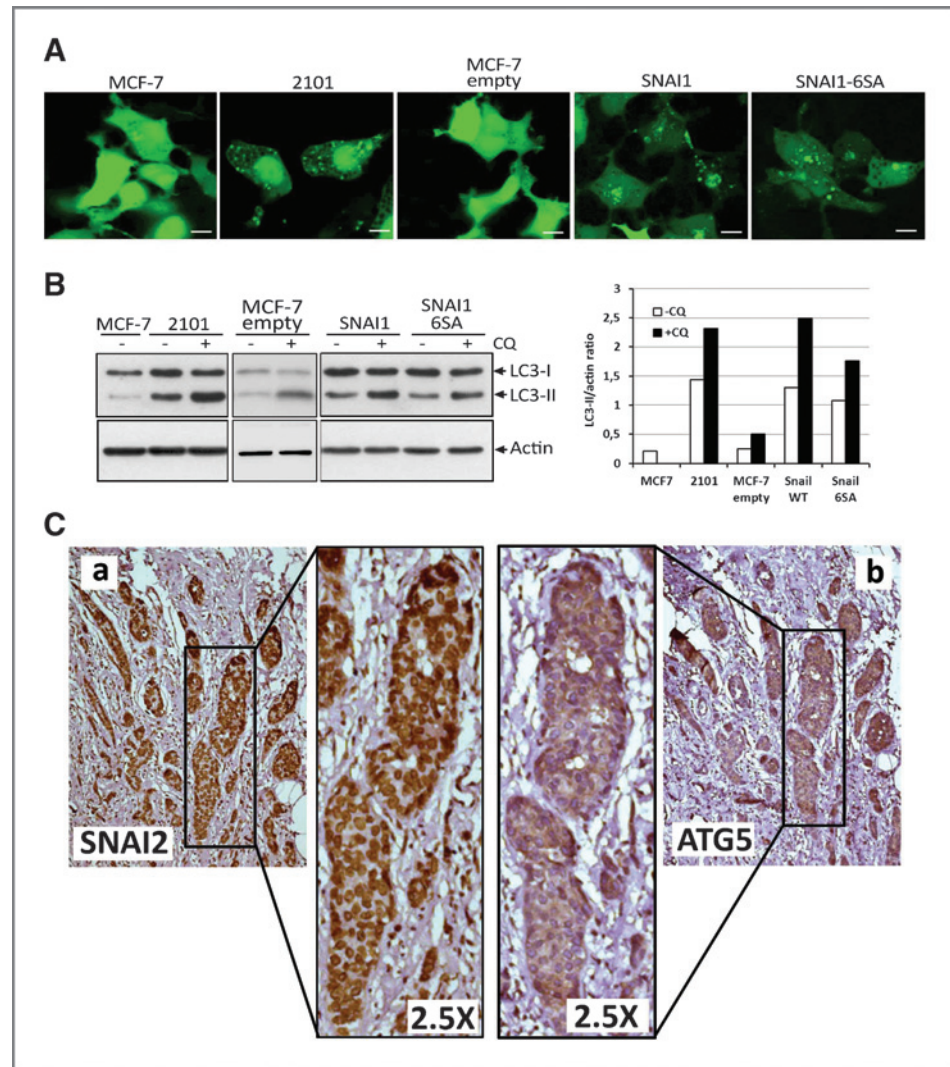 A
MCF-7
2101
MCF-7
empty
SNAI1
SNAI1-6SA
B
MCF-7
2101
MCF-7
empty
SNAI1
SNAI1
6SA
- - + - + - + - + CQ
LC3-I
LC3-II
Actin
3
2,5
2
1,5
1
0,5
0
LC3-II/actin ratio
-CQ
+CQ
MCF7
2101
MCF-7
empty
Snail
WT
Snail
6SA
C
a
SNAI2
2.5X
2.5X
b
ATG5